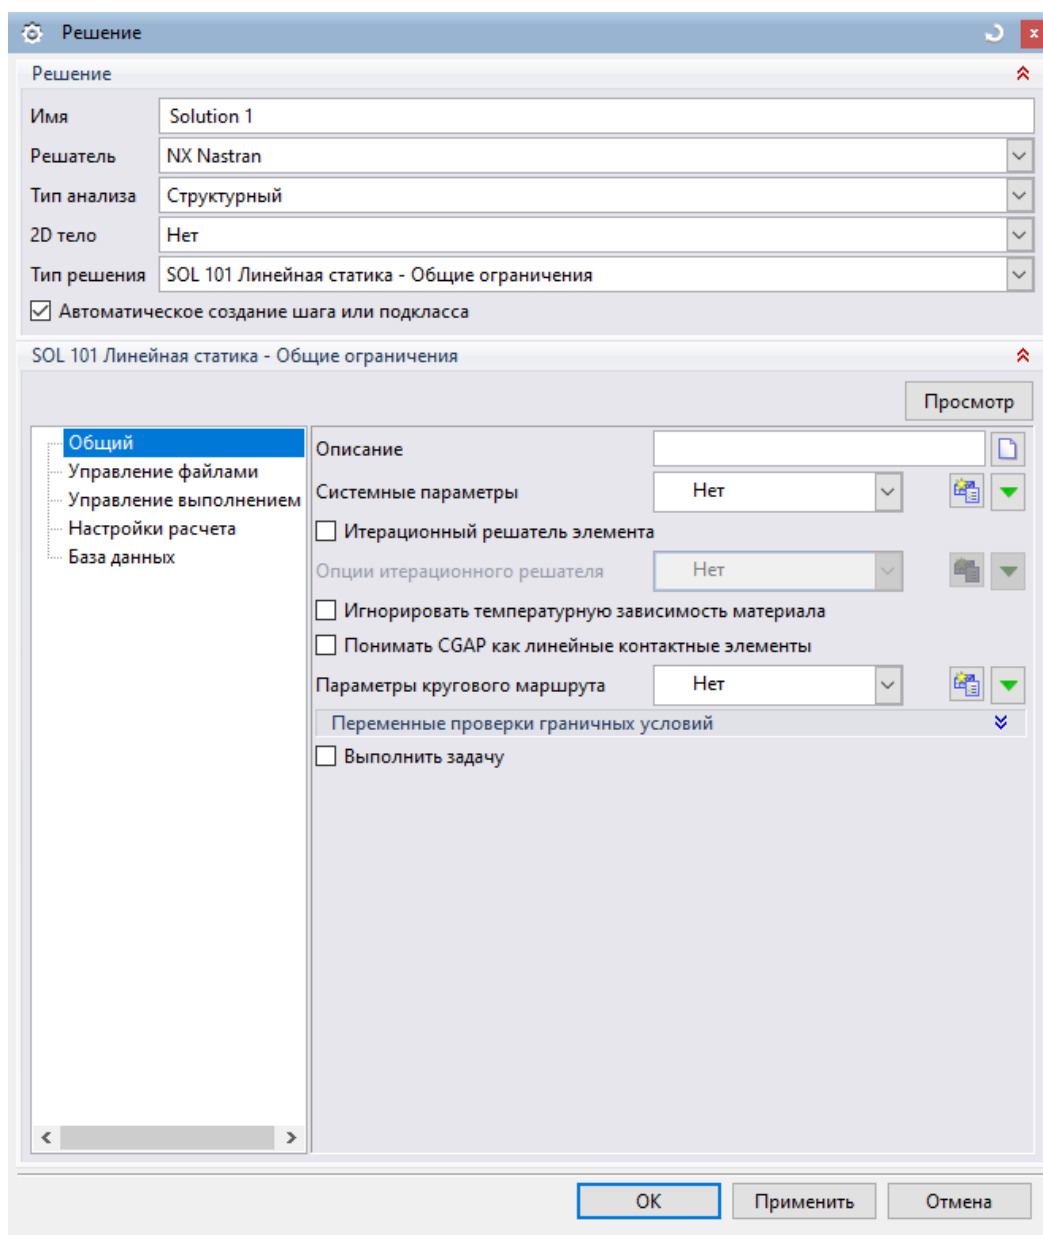 Решение
Решение
Имя Solution 1
Решатель NX Nastran
Тип анализа Структурный
2D тело Нет
Тип решения SOL 101 Линейная статика - Общие ограничения
Автоматическое создание шага или подкласса
SOL 101 Линейная статика - Общие ограничения
Просмотр
Общий
Управление файлами
Управление выполнением
Настройки расчета
База данных
Описание
Системные параметры Нет
Итерационный решатель элемента
Опции итерационного решателя Нет
Игнорировать температурную зависимость материала
Понимать CGAP как линейные контактные элементы
Параметры кругового маршрута Нет
Переменные проверки граничных условий
Выполнить задачу
ОК Применить Отмена